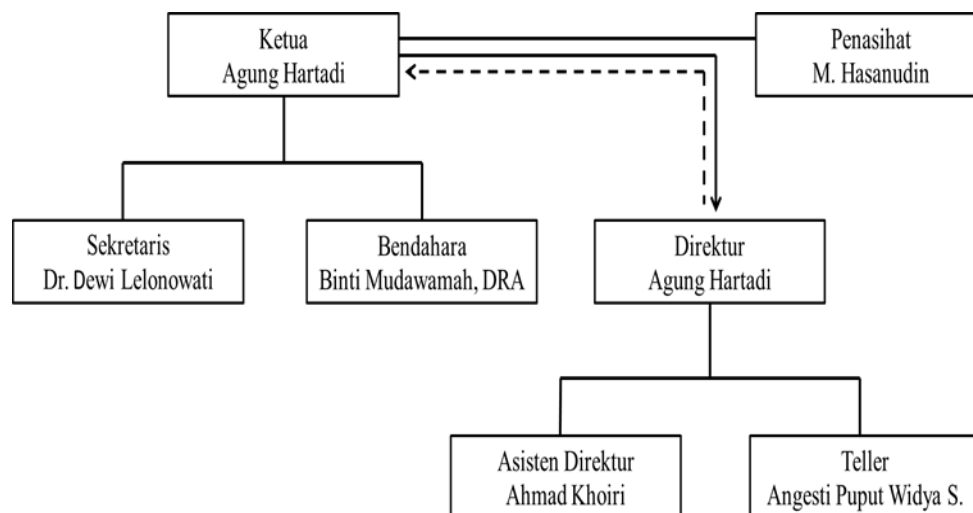 Ketua
Agung Hartadi
Penasihat
M. Hasanudin
Sekretaris
Dr. Dewi Lelonowati
Bendahara
Binti Mudawamah, DRA
Direktur
Agung Hartadi
Asisten Direktur
Ahmad Khoiri
Teller
Angesti Puput Widya S.